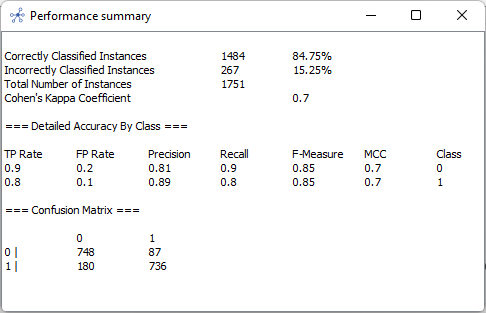 Performance summary
Correctly Classified Instances 1484 84.75%
Incorrectly Classified Instances 267 15.25%
Total Number of Instances 1751
Cohen's Kappa Coefficient 0.7
=== Detailed Accuracy By Class ===
TP Rate FP Rate Precision Recall F-Measure MCC Class
0.9 0.2 0.81 0.9 0.85 0.7 0
0.8 0.1 0.89 0.8 0.85 0.7 1
=== Confusion Matrix ===
0 1
0 | 748 87
1 | 180 736